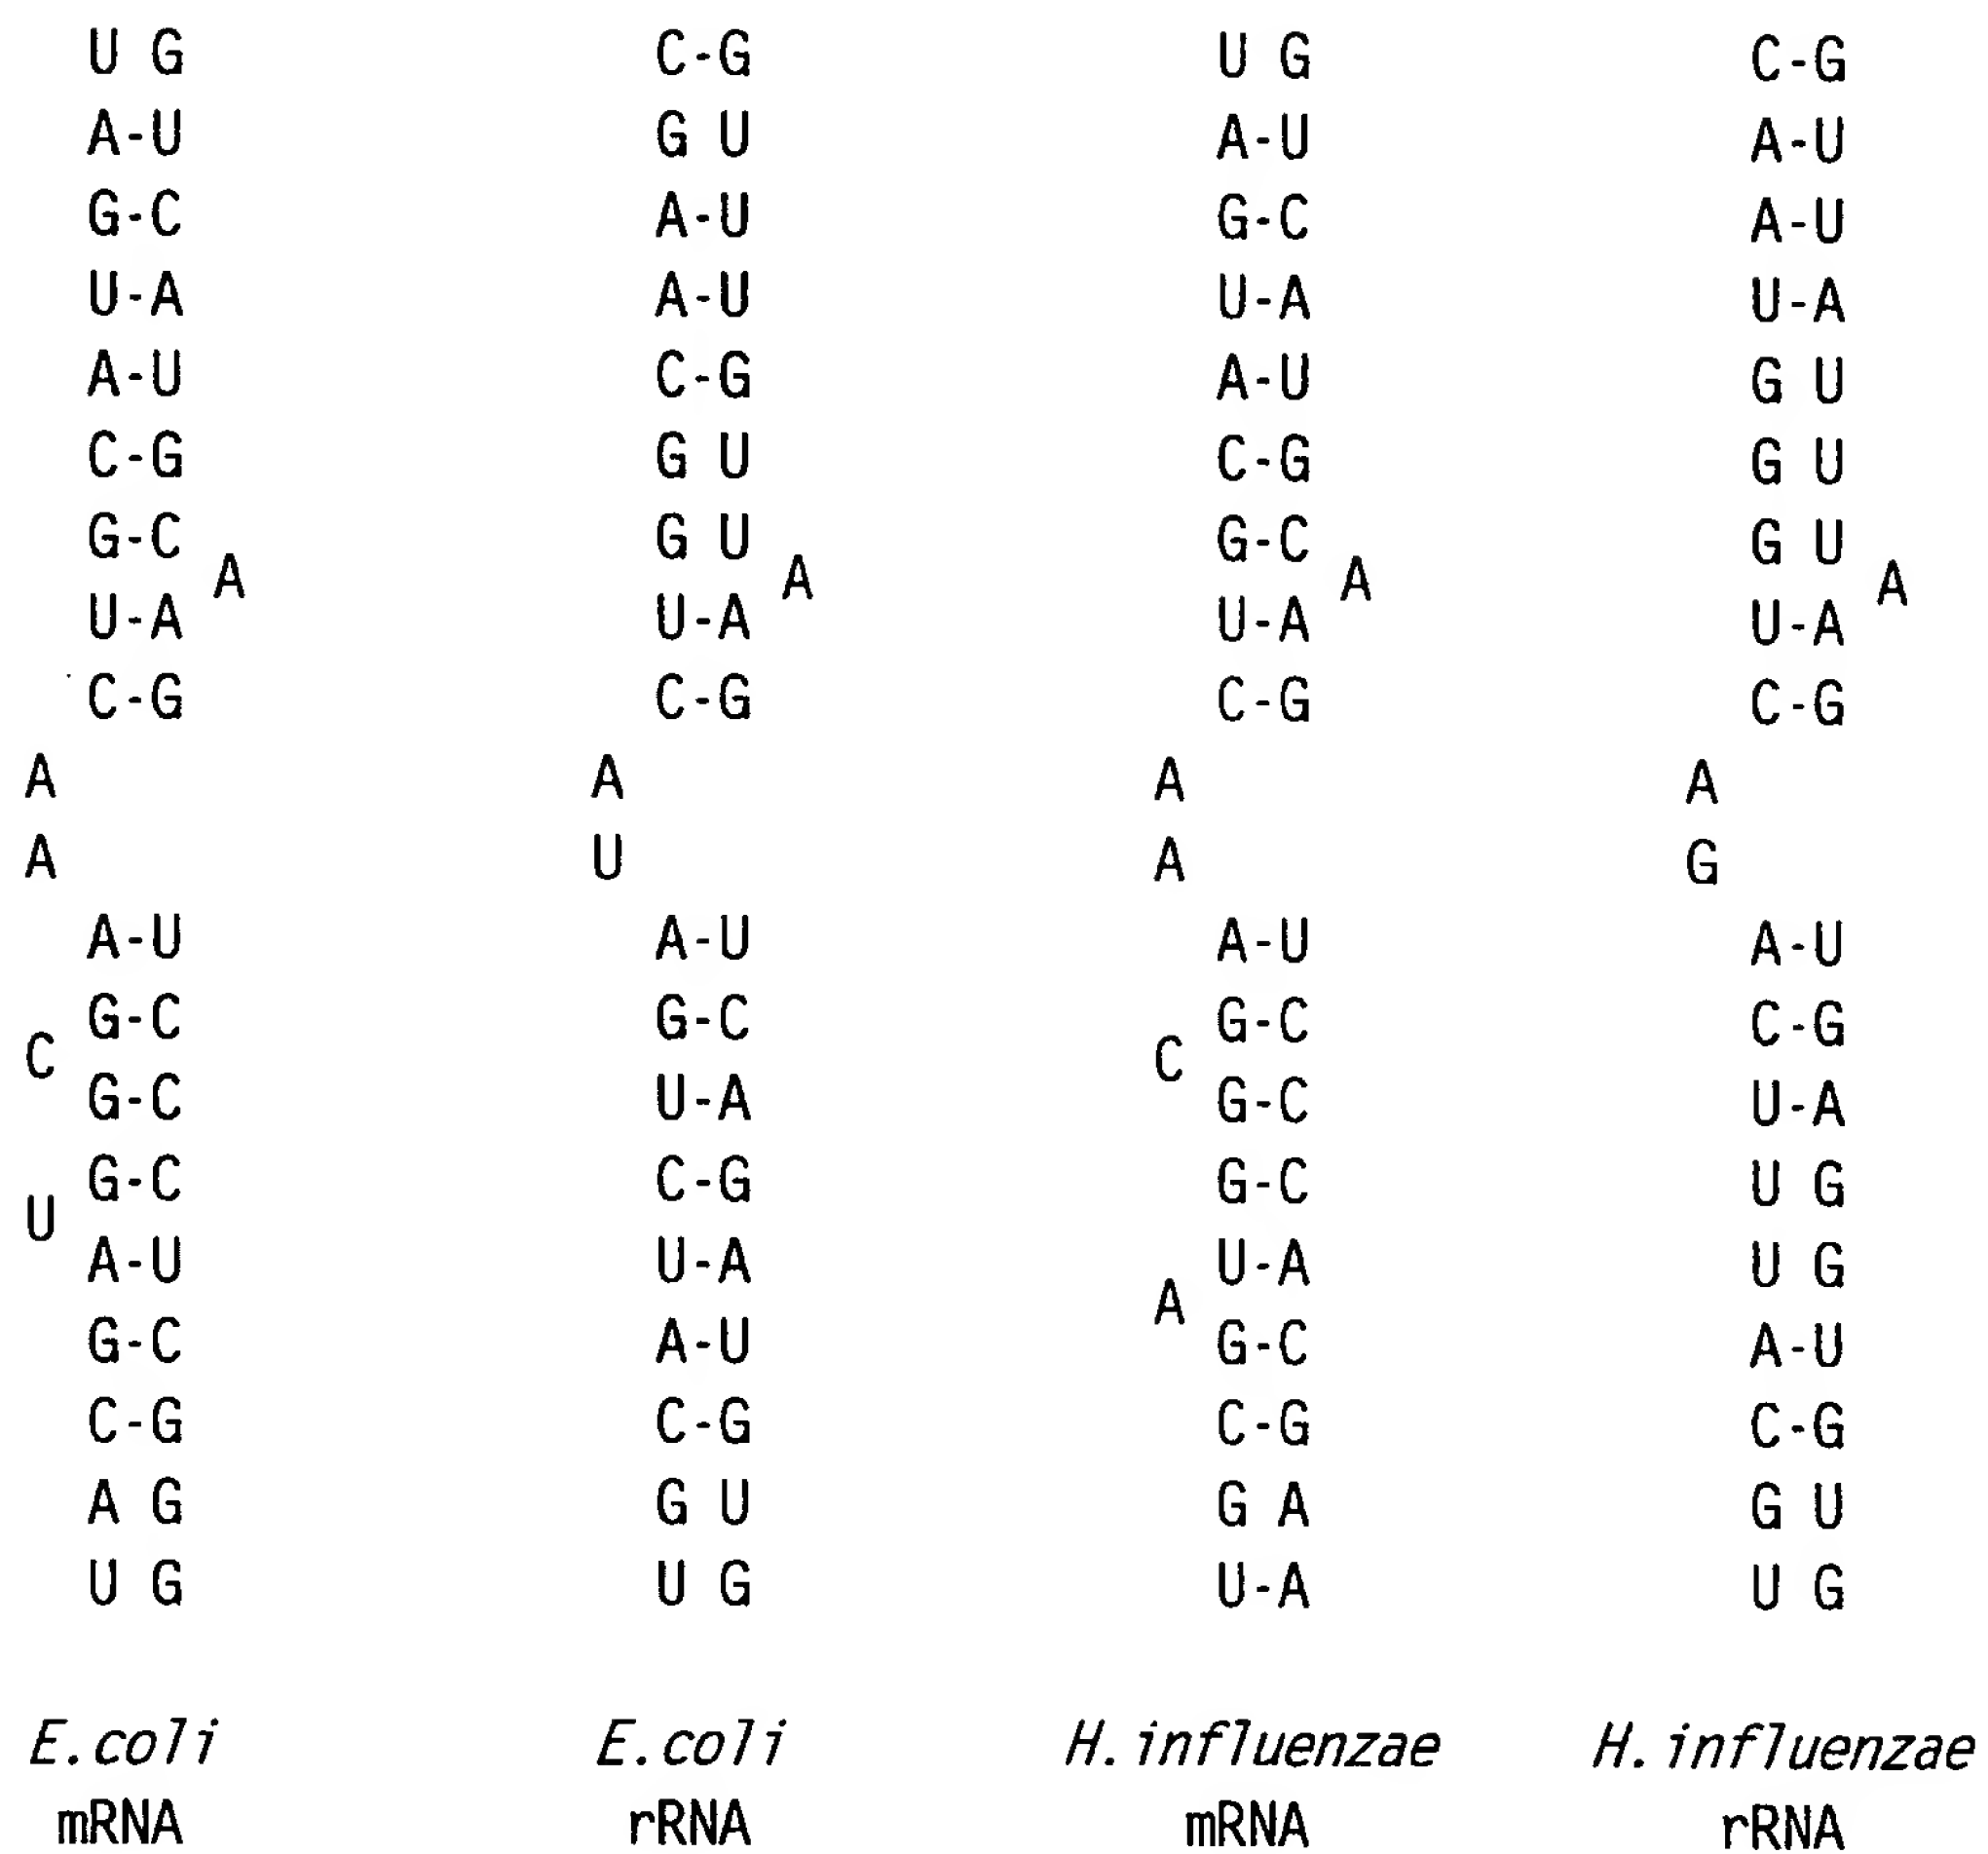 U G C-G U G C-G
A-U G U A-U A-U
G-C A-U G-C A-U
U-A A-U U-A U-A
A-U C-G A-U G U
C-G G U C-G G U
G-C G U G-C G U
A A A A
U-A U-A U-A U-A
C-G C-G C-G C-G
A A A A
A U A G
A-U A-U A-U A-U
G-C G-C G-C C-G
C C
G-C U-A G-C U-A
G-C C-G G-C U G
U
A-U U-A U-A U G
A
G-C A-U G-C A-U
C-G C-G C-G C-G
A G G U G A G U
U G U G U-A U G
E.coli E.coli H.influenzae H.influenzae
mRNA rRNA mRNA rRNA